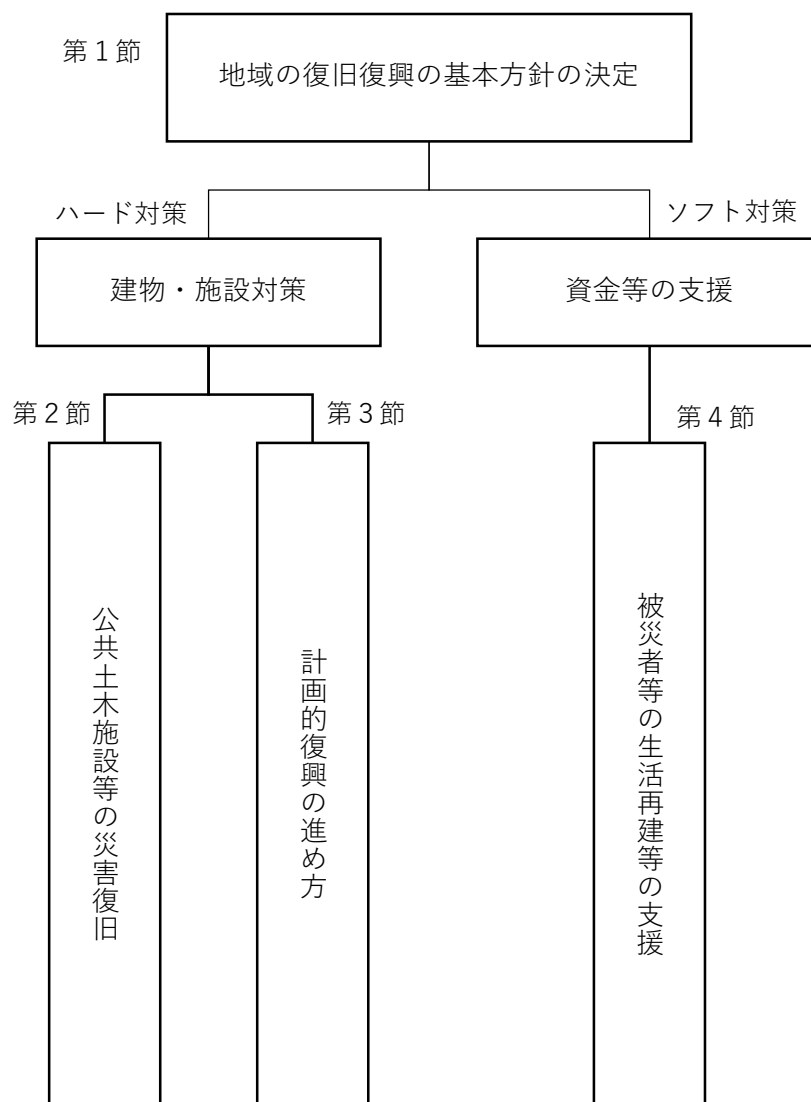 第1節
地域の復旧復興の基本方針の決定
ハード対策
ソフト対策
建物・施設対策
資金等の支援
第2節
第3節
第4節
公共土木施設等の災害復旧
計画的復興の進め方
被災者等の生活再建等の支援